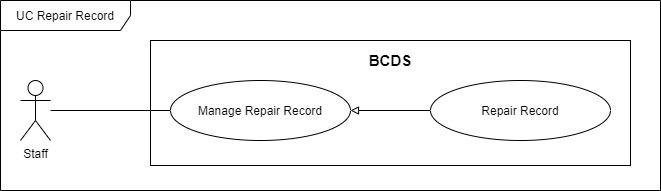 UC Repair Record
BCDS
Manage Repair Record
Repair Record
Staff